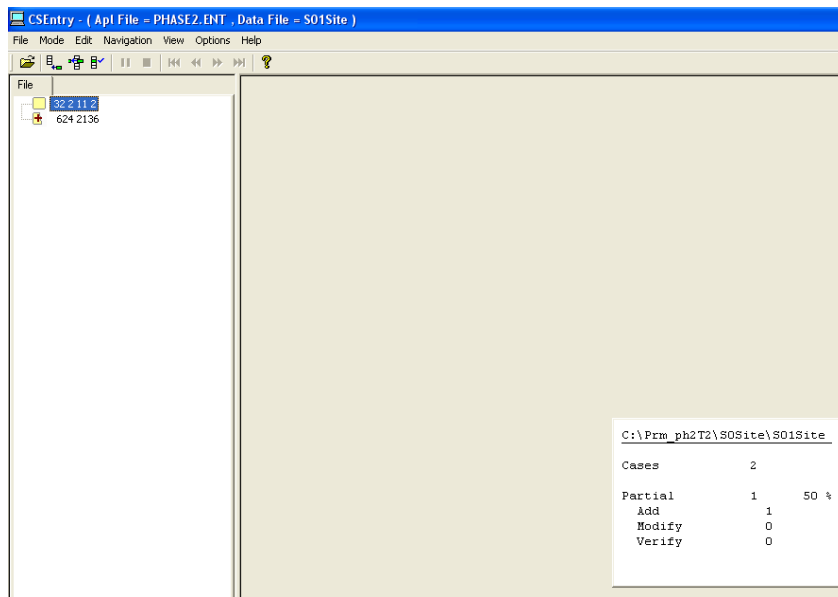 CSEntry - ( Apl File = PHASE2.ENT , Data File = S01Site )
File Mode Edit Navigation View Options Help
File
32 2 11 2
624 2136
C:\Prm_ph2T2\S0Site\S01Site
Cases 2
Partial 1 50 %
Add 1
Modify 0
Verify 0